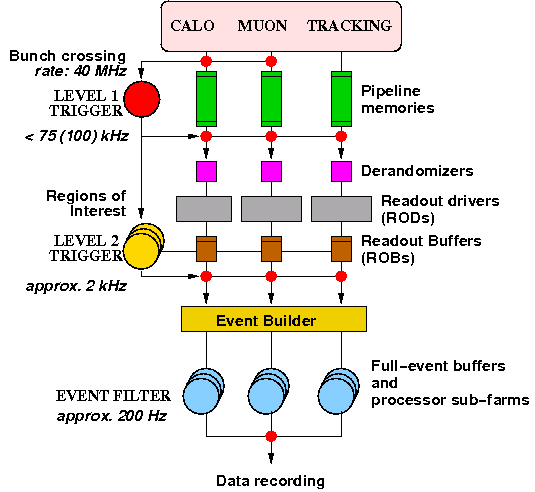 CALO MUON TRACKING
Bunch crossing
rate: 40 MHz
LEVEL 1
TRIGGER
< 75 (100) kHz
Pipeline
memories
Derandomizers
Regions of
Interest
Readout drivers
(RODs)
LEVEL 2
TRIGGER
Readout Buffers
(ROBs)
approx. 2 kHz
Event Builder
Full-event buffers
and
processor sub-farms
EVENT FILTER
approx. 200 Hz
Data recording